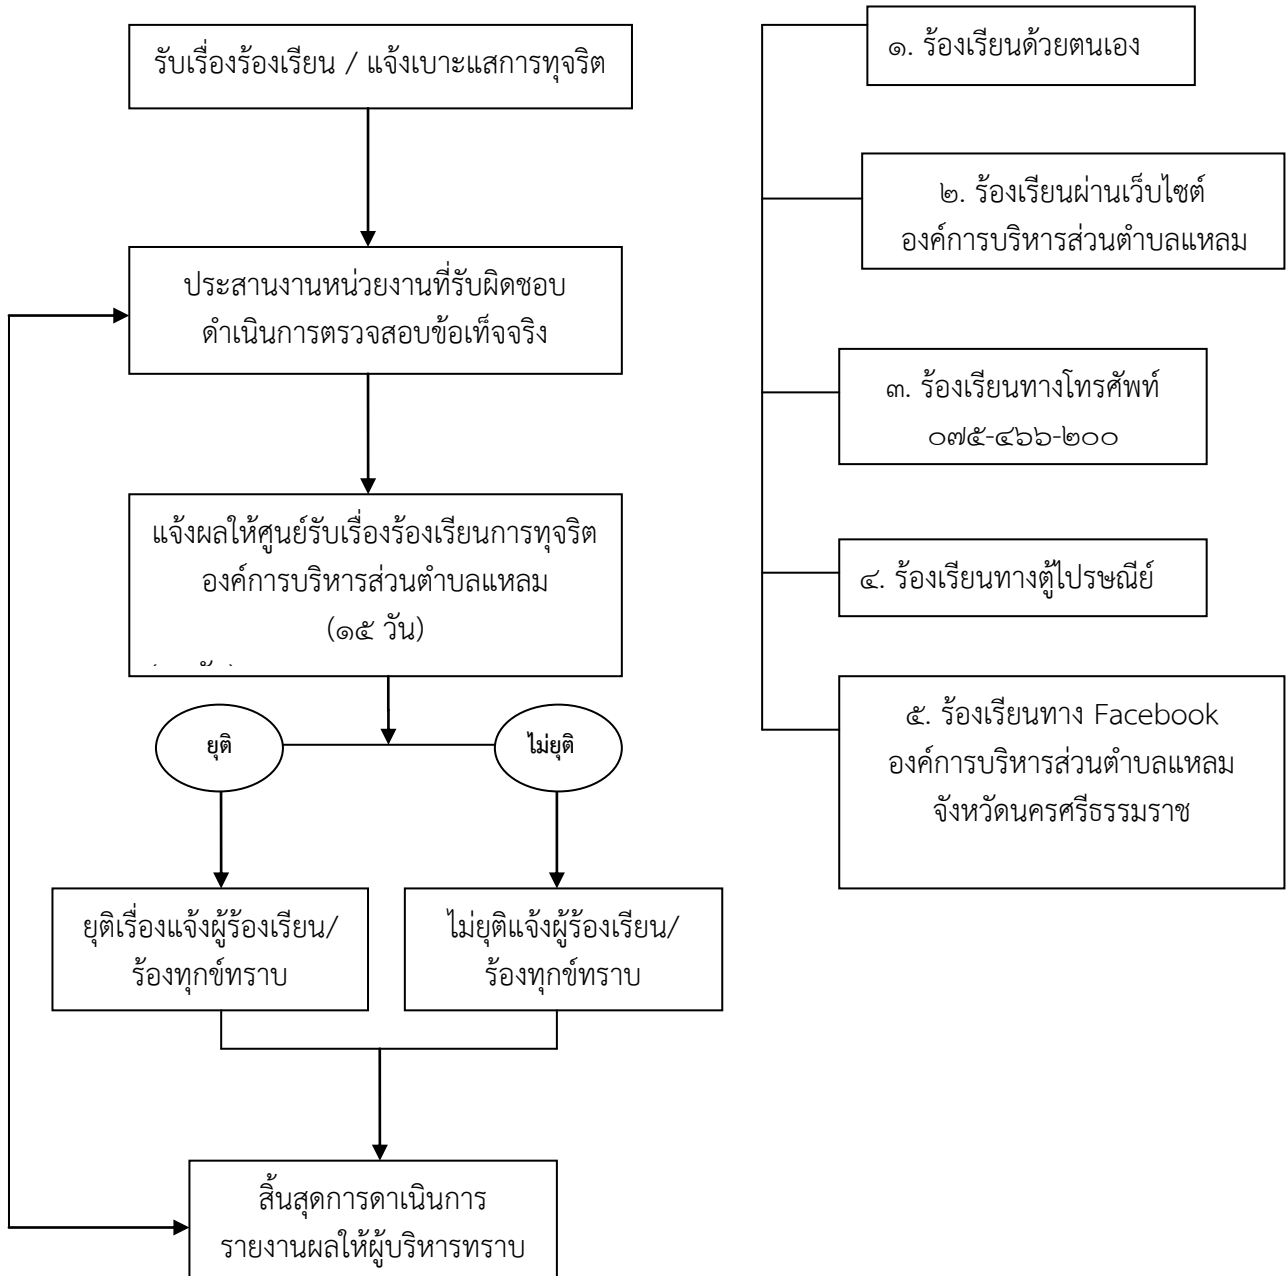 รับเรื่องร้องเรียน / แจ้งเบาะแสการทุจริต
ประสานงานหน่วยงานที่รับผิดชอบ
ดำเนินการตรวจสอบข้อเท็จจริง
แจ้งผลให้ศูนย์รับเรื่องร้องเรียนการทุจริต
องค์การบริหารส่วนตำบลแหลม
(๑๕ วัน)
ยุติ
ไม่ยุติ
ยุติเรื่องแจ้งผู้ร้องเรียน/
ร้องทุกข์ทราบ
ไม่ยุติแจ้งผู้ร้องเรียน/
ร้องทุกข์ทราบ
สิ้นสุดการดาเนินการ
รายงานผลให้ผู้บริหารทราบ
๑. ร้องเรียนด้วยตนเอง
๒. ร้องเรียนผ่านเว็บไซต์
องค์การบริหารส่วนตำบลแหลม
๓. ร้องเรียนทางโทรศัพท์
๐๗๕-๔๖๖-๒๐๐
๔. ร้องเรียนทางตู้ไปรษณีย์
๕. ร้องเรียนทาง Facebook
องค์การบริหารส่วนตำบลแหลม
จังหวัดนครศรีธรรมราช